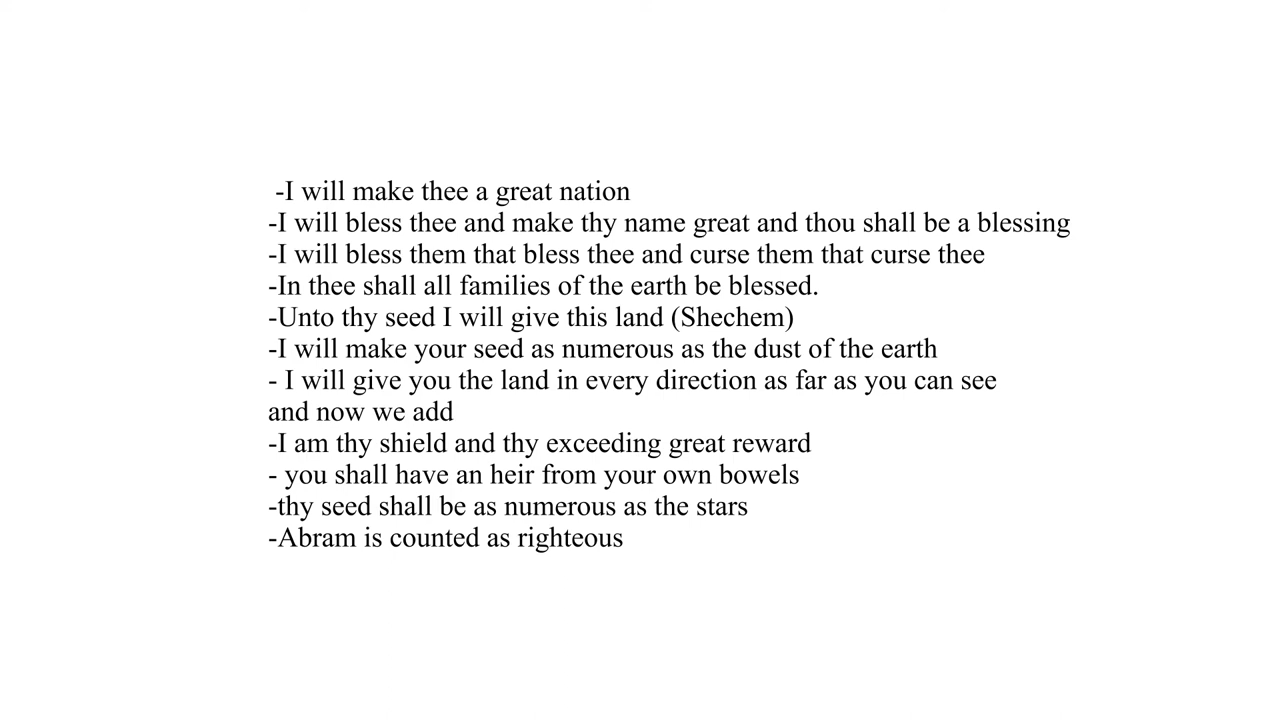 -I will make thee a great nation
-I will bless thee and make thy name great and thou shall be a blessing
-I will bless them that bless thee and curse them that curse thee
-In thee shall all families of the earth be blessed.
-Unto thy seed I will give this land (Shechem)
-I will make your seed as numerous as the dust of the earth
- I will give you the land in every direction as far as you can see
and now we add
-I am thy shield and thy exceeding great reward
- you shall have an heir from your own bowels
-thy seed shall be as numerous as the stars
-Abram is counted as righteous